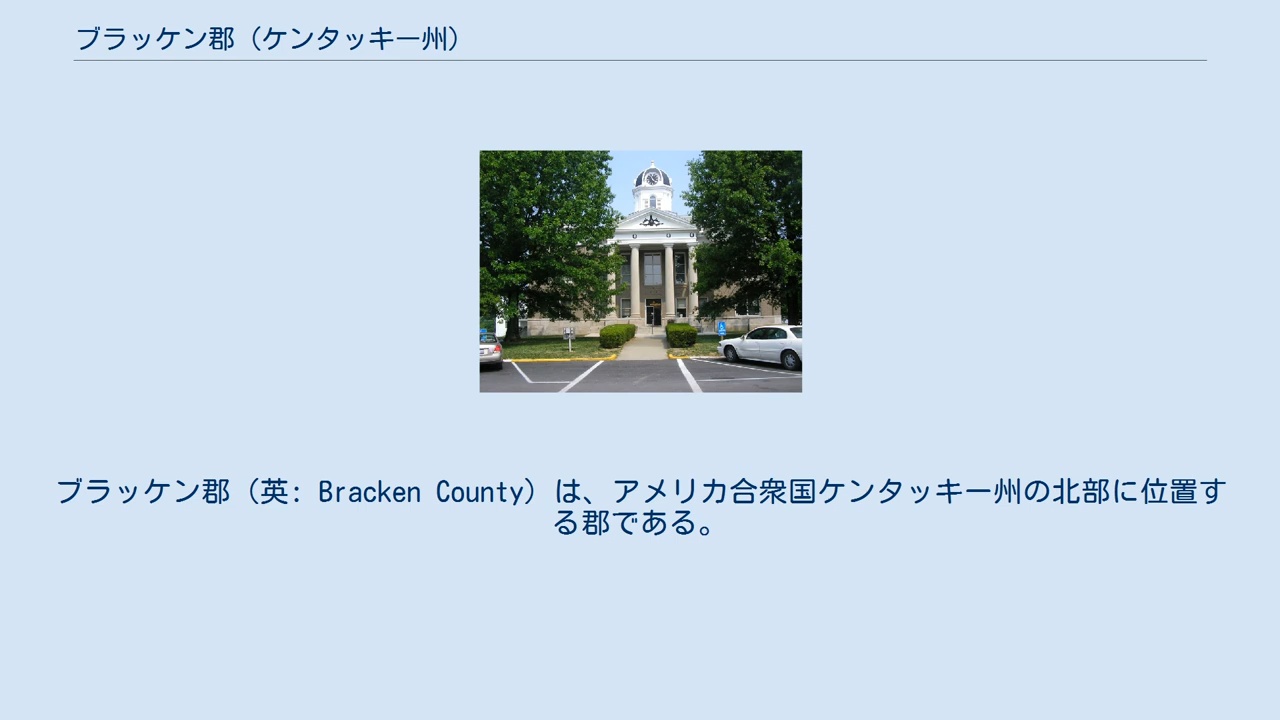 ブラッケン郡（ケンタッキー州）
ブラッケン郡（英: Bracken County）は、アメリカ合衆国ケンタッキー州の北部に位置す
る郡である。